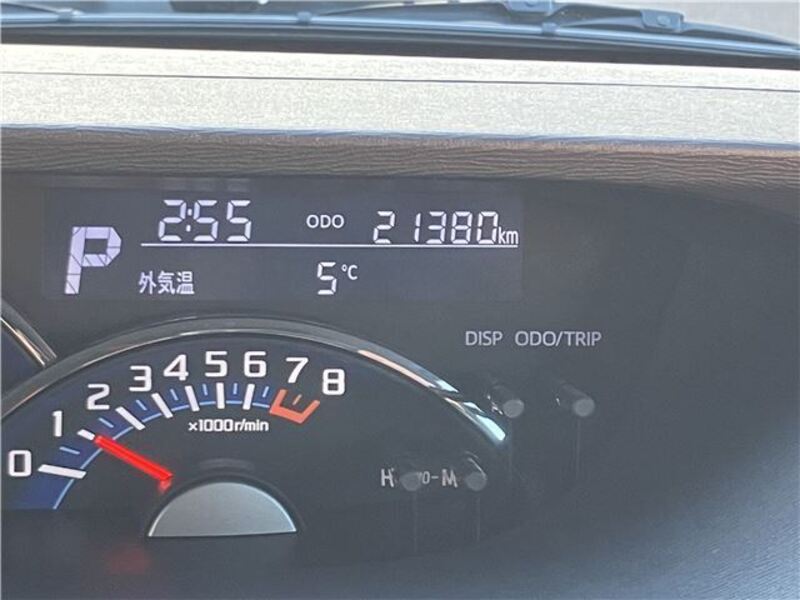 P 2:55 ODO 21380km
外気温 5℃
DISP ODO/TRIP
0 1 2 3 4 5 6 7 8
×1000r/min
H -M